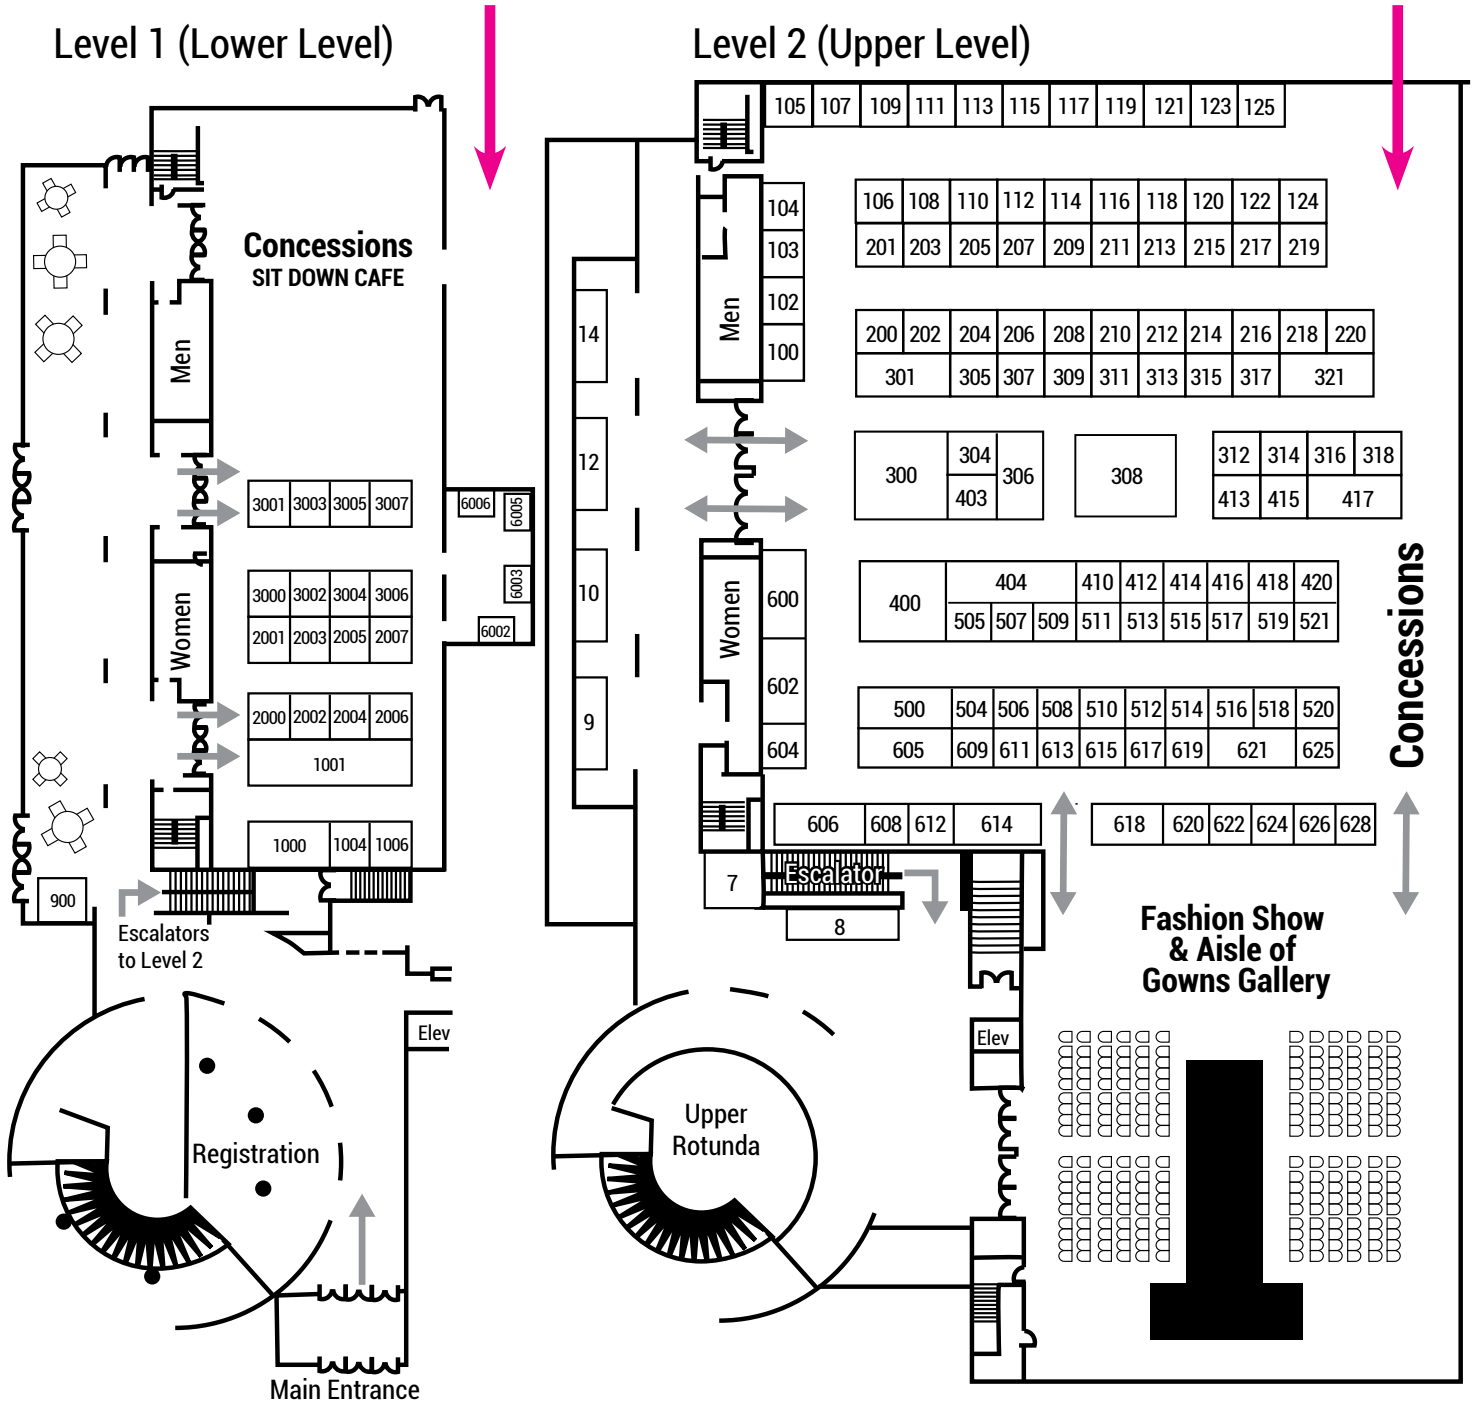 Level 1 (Lower Level)
Concessions
SIT DOWN CAFE
Men
3001 3003 3005 3007
6006
6005
6003
6002
3000 3002 3004 3006
2001 2003 2005 2007
Women
2000 2002 2004 2006
1001
1000 1004 1006
900
Escalators
to Level 2
Elev
Registration
Main Entrance
Level 2 (Upper Level)
105 107 109 111 113 115 117 119 121 123 125
104
103
102
100
Men
106 108 110 112 114 116 118 120 122 124
201 203 205 207 209 211 213 215 217 219
14
12
10
9
200 202 204 206 208 210 212 214 216 218 220
301 305 307 309 311 313 315 317 321
300 304 306 308 312 314 316 318
403 413 415 417
Women
600
602
604
400 404 410 412 414 416 418 420
505 507 509 511 513 515 517 519 521
Concessions
500 504 506 508 510 512 514 516 518 520
605 609 611 613 615 617 619 621 625
606 608 612 614 618 620 622 624 626 628
7
Escalator
8
Fashion Show
& Aisle of
Gowns Gallery
Elev
Upper
Rotunda